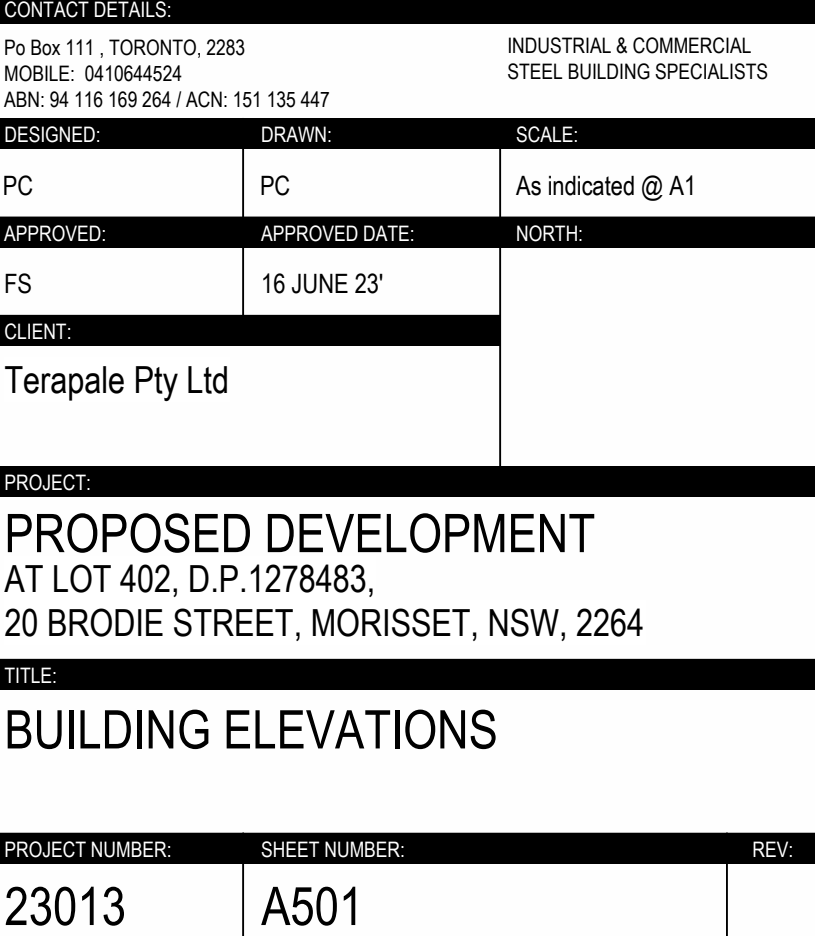 CONTACT DETAILS:
Po Box 111 , TORONTO, 2283
MOBILE: 0410644524
ABN: 94 116 169 264 / ACN: 151 135 447
INDUSTRIAL & COMMERCIAL
STEEL BUILDING SPECIALISTS
DESIGNED: DRAWN: SCALE:
PC PC As indicated @ A1
APPROVED: APPROVED DATE: NORTH:
FS 16 JUNE 23'
CLIENT:
Terapale Pty Ltd
PROJECT:
PROPOSED DEVELOPMENT
AT LOT 402, D.P.1278483,
20 BRODIE STREET, MORISSET, NSW, 2264
TITLE:
BUILDING ELEVATIONS
PROJECT NUMBER: SHEET NUMBER: REV:
23013 A501